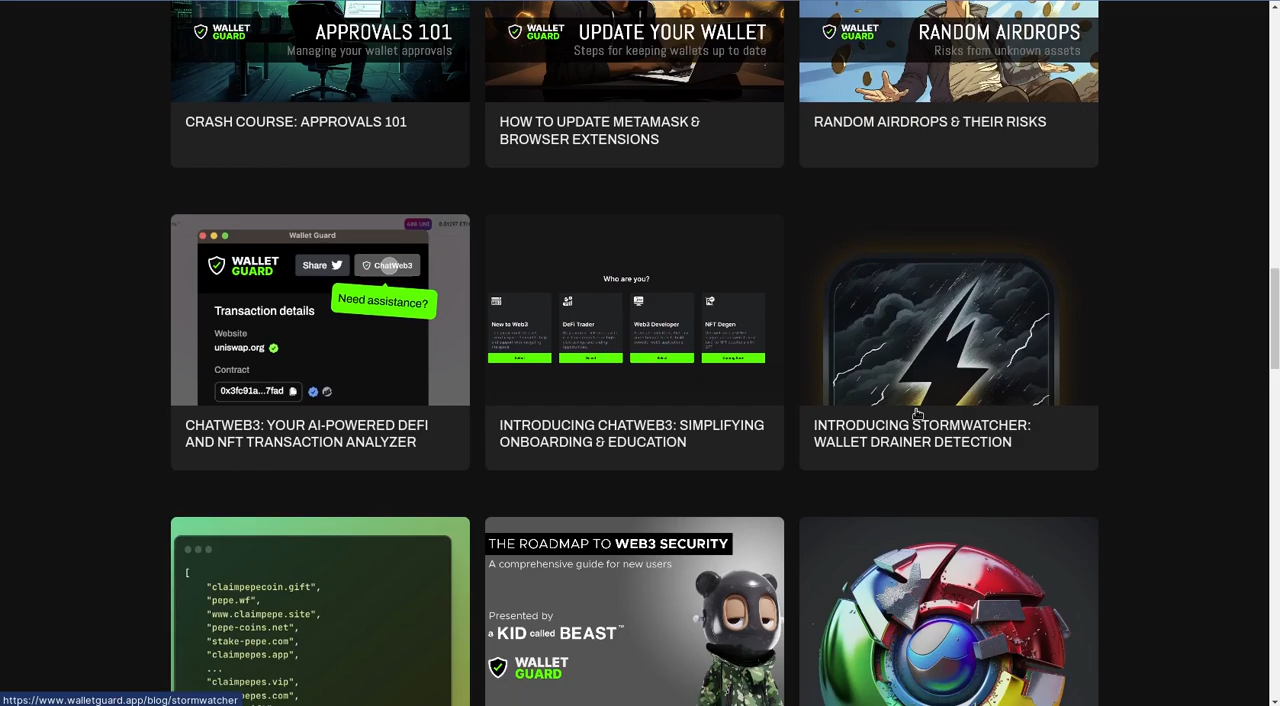 WALLET GUARD
APPROVALS 101
Managing your wallet approvals
WALLET GUARD
UPDATE YOUR WALLET
Steps for keeping wallets up to date
WALLET GUARD
RANDOM AIRDROPS
Risks from unknown assets
CRASH COURSE: APPROVALS 101
HOW TO UPDATE METAMASK &
BROWSER EXTENSIONS
RANDOM AIRDROPS & THEIR RISKS
Wallet Guard
WALLET
GUARD
Share
ChatWeb3
Need assistance?
Transaction details
Website
uniswap.org
Contract
0x3fc91a...7fad
Who are you?
New to Web3
DeFi Trader
Web3 Developer
NFT Degen
CHATWEB3: YOUR AI-POWERED DEFI
AND NFT TRANSACTION ANALYZER
INTRODUCING CHATWEB3: SIMPLIFYING
ONBOARDING & EDUCATION
INTRODUCING STORMWATCHER:
WALLET DRAINER DETECTION
[
"claimpepecoin.gift",
"pepe.wf",
"www.claimpepe.site",
"pepe-coins.net",
"stake-pepe.com",
"claimpepes.app",
...
"claimpepes.vip",
pepes.com",
THE ROADMAP TO WEB3 SECURITY
A comprehensive guide for new users
Presented by
a KID called BEAST™
WALLET
GUARD
https://www.walletguard.app/blog/stormwatcher